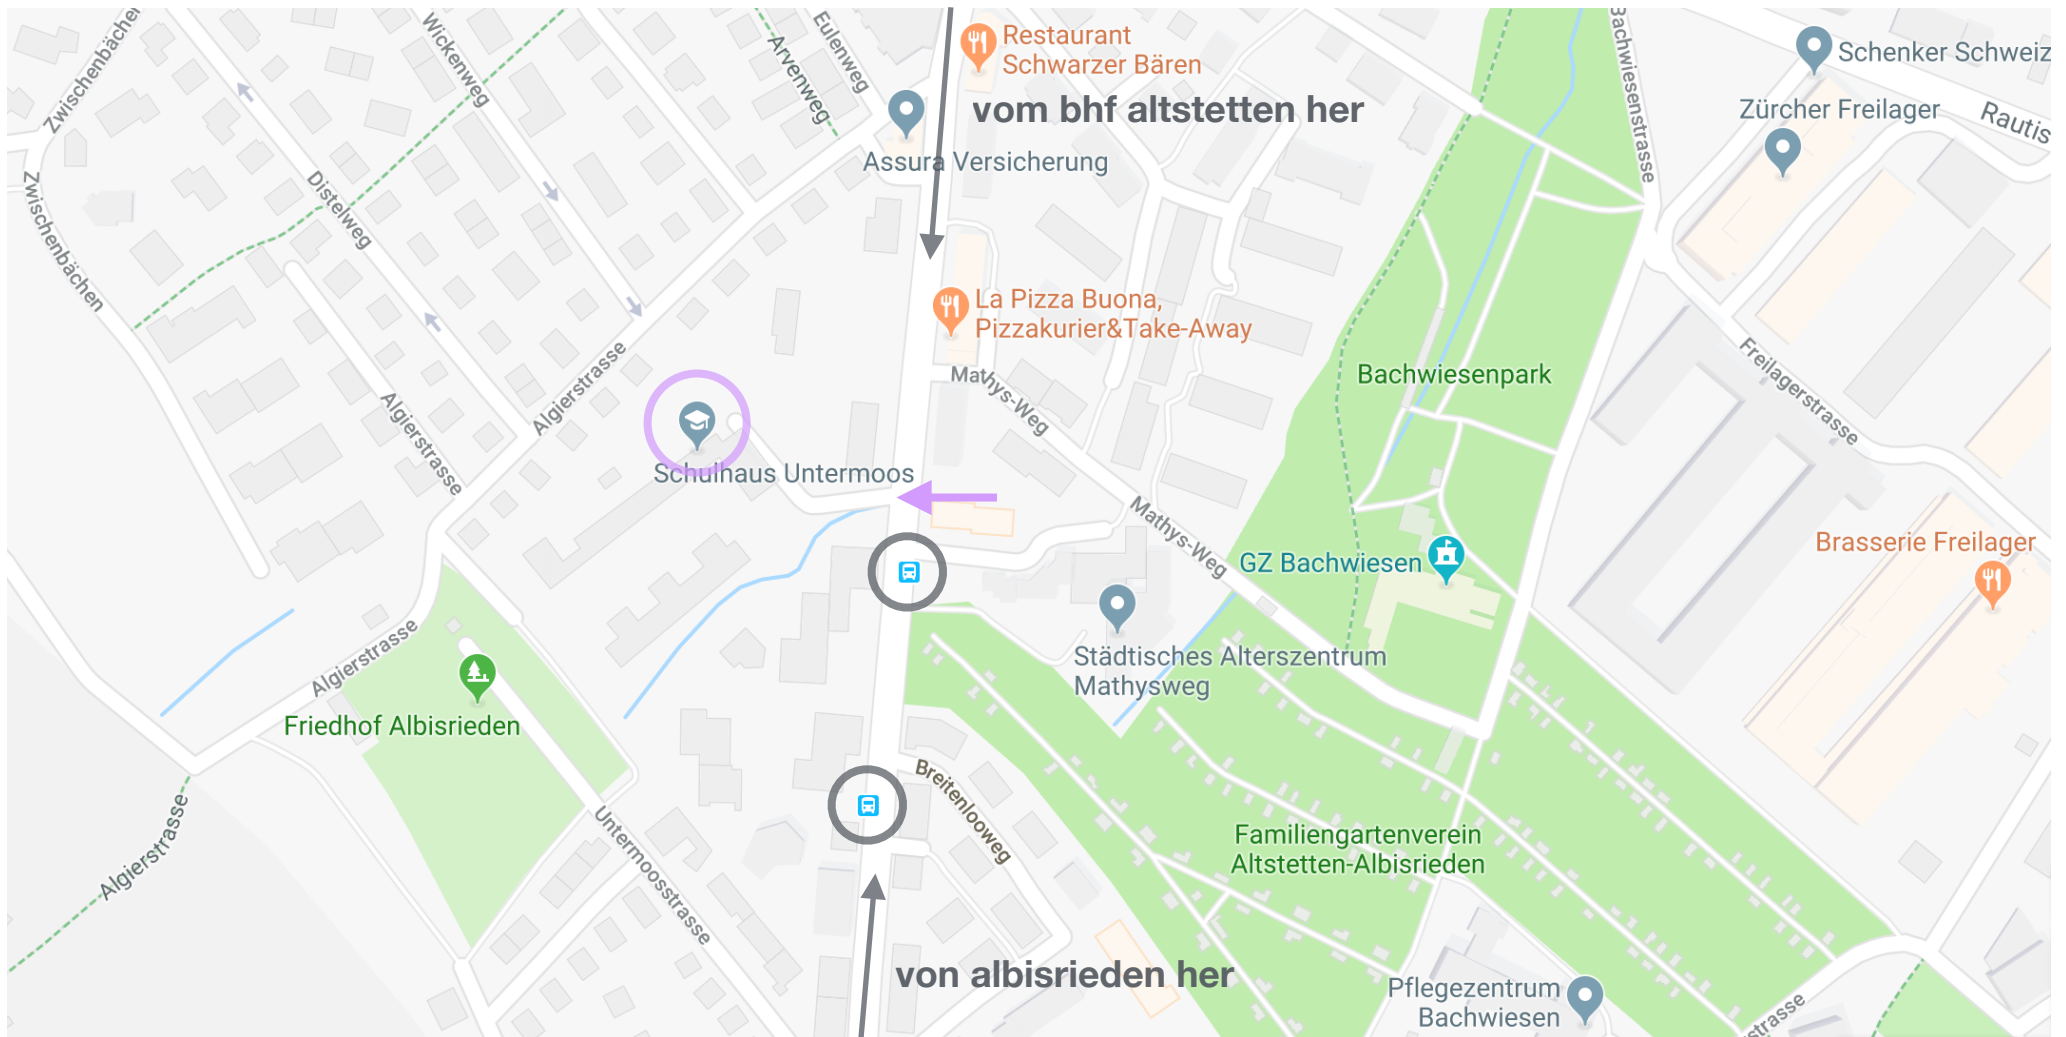 Zwischenbäche
Wickenweg
Eulenweg
Arvenweg
Restaurant
Schwarzer Bären
Bachwiesenstrasse
Schenker Schweiz
vom bhf altstetten her
Zürcher Freilager
Rautis
Assura Versicherung
Zwischenbächen
Distelweg
La Pizza Buona,
Pizzakurier&Take-Away
Algierstrasse
Mathys-Weg
Bachwiesenpark
Freilagerstrasse
Algierstrasse
Schulhaus Untermoos
Mathys-Weg
GZ Bachwiesen
Brasserie Freilager
Algierstrasse
Städtisches Alterszentrum
Mathysweg
Friedhof Albisrieden
Breitenlooweg
Algierstrasse
Untermoosstrasse
Familiengartenverein
Altstetten-Albisrieden
von albisrieden her
Pflegezentrum
Bachwiesen
strasse